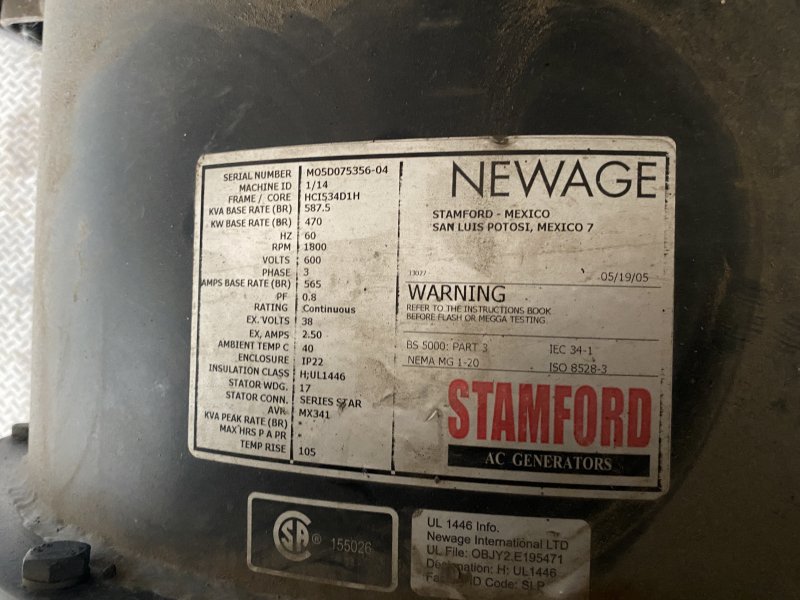 SERIAL NUMBER M05D075356-04
MACHINE ID 1/14
FRAME / CORE HCI534D1H
KVA BASE RATE (BR) 587.5
KW BASE RATE (BR) 470
HZ 60
RPM 1800
VOLTS 600
PHASE 3
AMPS BASE RATE (BR) 565
PF 0.8
RATING Continuous
EX. VOLTS 38
EX, AMPS 2.50
AMBIENT TEMP C 40
ENCLOSURE IP22
INSULATION CLASS H;UL1446
STATOR WDG. 17
STATOR CONN. SERIES STAR
AVR. MX341
KVA PEAK RATE (BR) *
MAX HRS P A PR *
TEMP RISE 105
NEWAGE
STAMFORD - MEXICO
SAN LUIS POTOSI, MEXICO 7
13077 05/19/05
WARNING
REFER TO THE INSTRUCTIONS BOOK
BEFORE FLASH OR MEGGA TESTING
BS 5000: PART 3 IEC 34-1
NEMA MG 1-20 ISO 8528-3
STAMFORD
AC GENERATORS
SA ® 155026
UL 1446 Info.
Newage International LTD
UL File: OBJY2.E195471
Designation: H: UL1446
ID Code: SLP